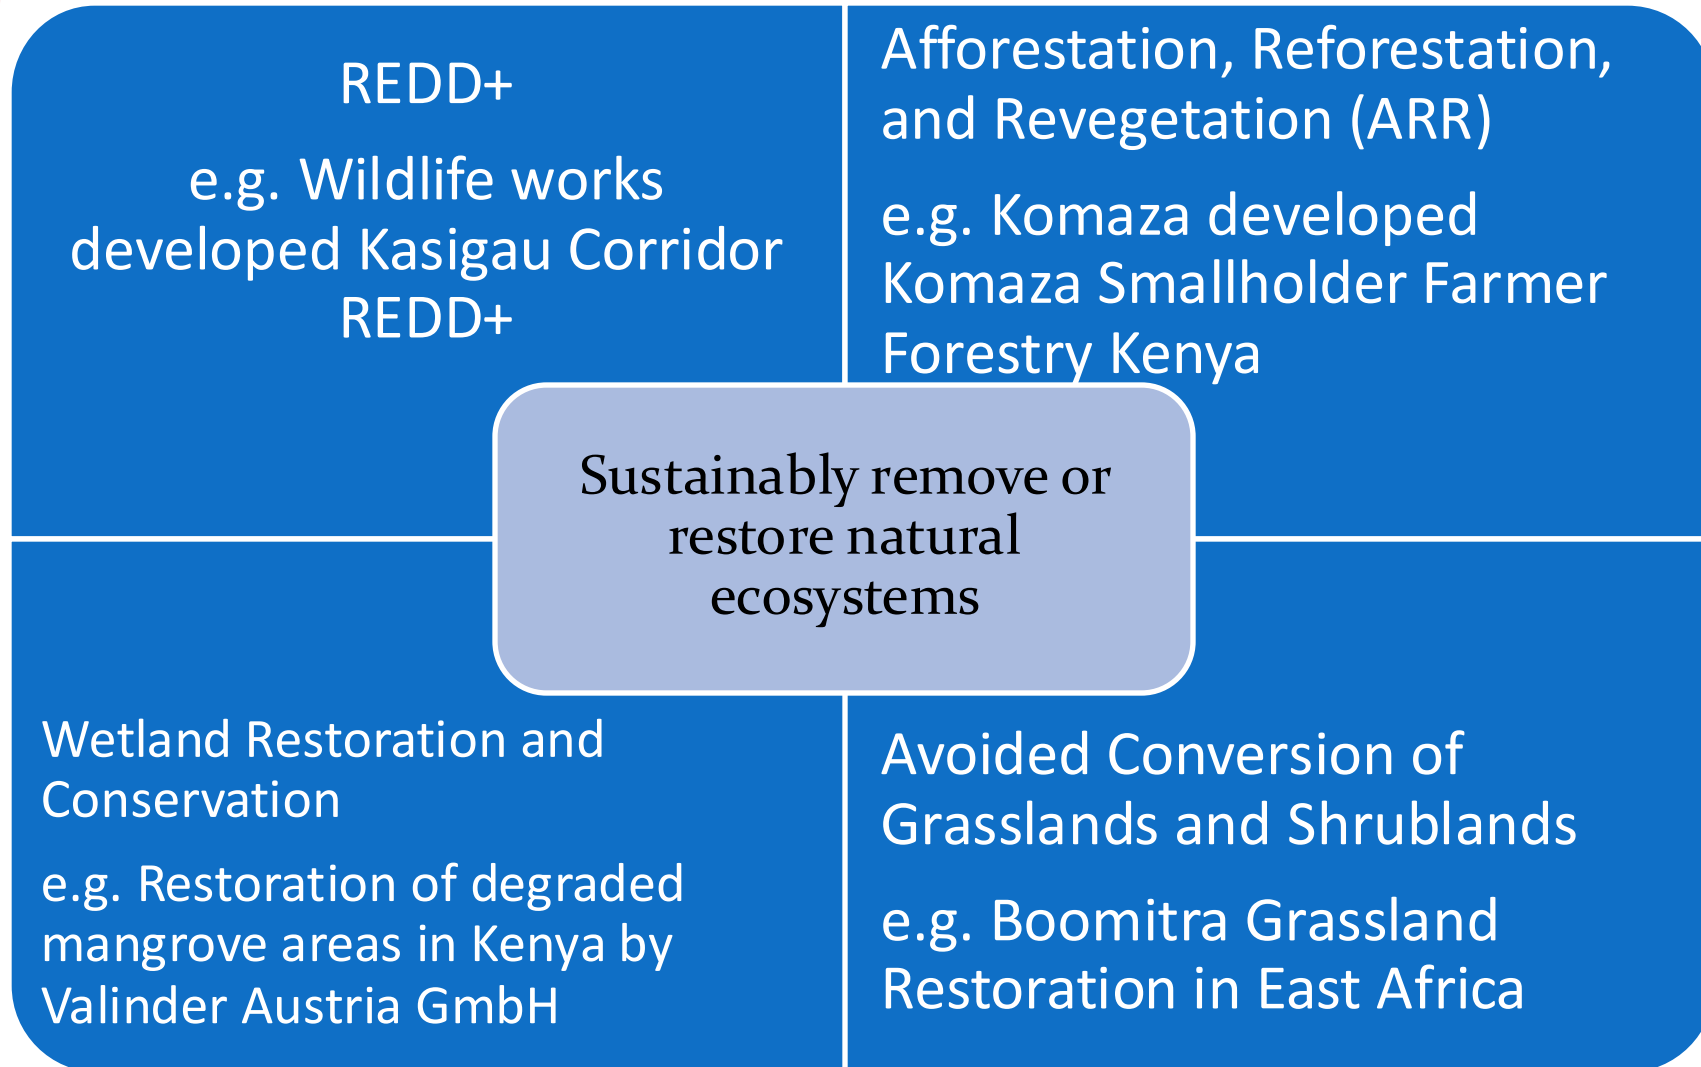 REDD+
e.g. Wildlife works
developed Kasigau Corridor
REDD+
Afforestation, Reforestation,
and Revegetation (ARR)
e.g. Komaza developed
Komaza Smallholder Farmer
Forestry Kenya
Sustainably remove or
restore natural
ecosystems
Wetland Restoration and
Conservation
e.g. Restoration of degraded
mangrove areas in Kenya by
Valinder Austria GmbH
Avoided Conversion of
Grasslands and Shrublands
e.g. Boomitra Grassland
Restoration in East Africa